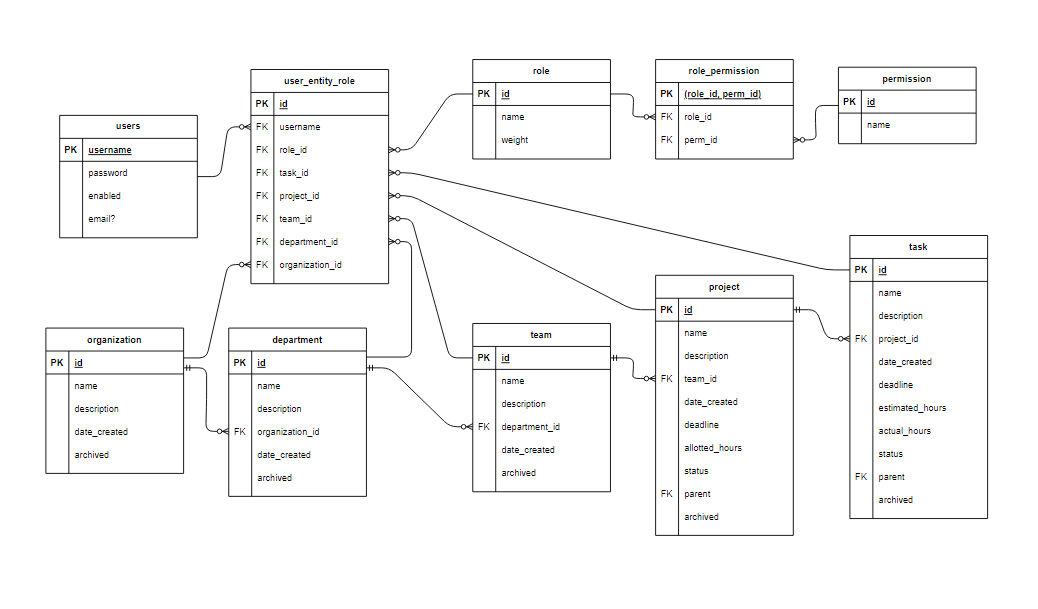 users
PK username
password
enabled
email?
user_entity_role
PK id
FK username
FK role_id
FK task_id
FK project_id
FK team_id
FK department_id
FK organization_id
role
PK id
name
weight
role_permission
PK (role_id, perm_id)
FK role_id
FK perm_id
permission
PK id
name
organization
PK id
name
description
date_created
archived
department
PK id
name
description
FK organization_id
date_created
archived
team
PK id
name
description
FK department_id
date_created
archived
project
PK id
name
description
FK team_id
date_created
deadline
allotted_hours
status
FK parent
archived
task
PK id
name
description
FK project_id
date_created
deadline
estimated_hours
actual_hours
status
FK parent
archived